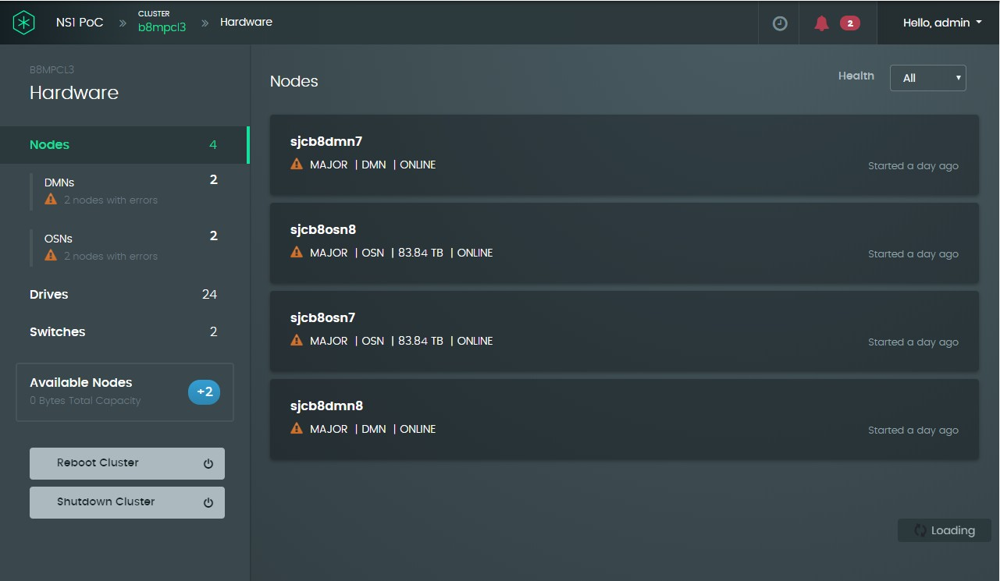 NS1 PoC » CLUSTER b8mpcl3 » Hardware
2
Hello, admin
B8MPCL3
Hardware
Nodes 4
DMNs 2
2 nodes with errors
OSNs 2
2 nodes with errors
Drives 24
Switches 2
Available Nodes
0 Bytes Total Capacity
+2
Reboot Cluster
Shutdown Cluster
Nodes
Health All
sjcb8dmn7
MAJOR | DMN | ONLINE
Started a day ago
sjcb8osn8
MAJOR | OSN | 83.84 TB | ONLINE
Started a day ago
sjcb8osn7
MAJOR | OSN | 83.84 TB | ONLINE
Started a day ago
sjcb8dmn8
MAJOR | DMN | ONLINE
Started a day ago
Loading